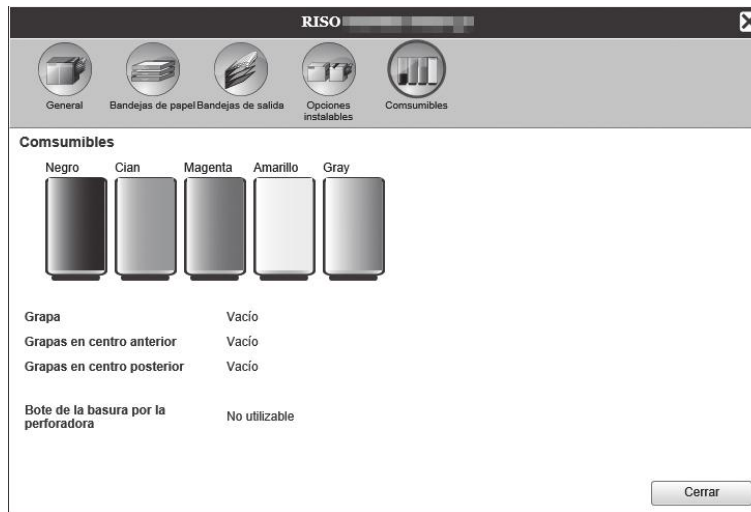 RISO
General
Bandejas de papel
Bandejas de salida
Opciones
instalables
Comsumibles
Comsumibles
Negro Cian Magenta Amarillo Gray
Grapa Vacío
Grapas en centro anterior Vacío
Grapas en centro posterior Vacío
Bote de la basura por la
perforadora No utilizable
Cerrar